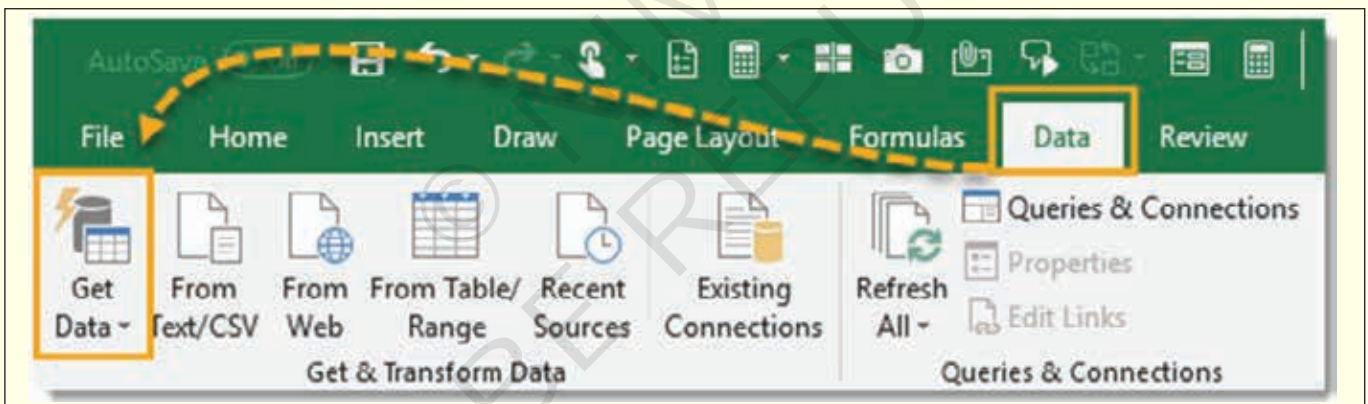 AutoSave Off
File Home Insert Draw Page Layout Formulas Data Review
Get Data
From Text/CSV
From Web
From Table/ Range
Recent Sources
Existing Connections
Refresh All
Queries & Connections
Properties
Edit Links
Get & Transform Data
Queries & Connections